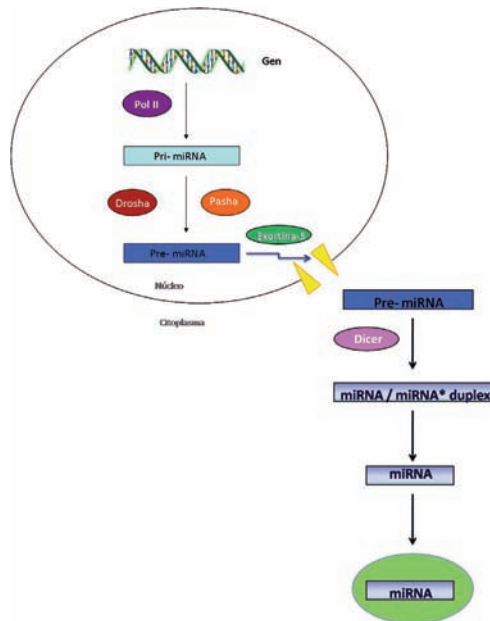 Gen
Pol II
Pri- miRNA
Drosha
Pasha
Exortina-5
Pre- miRNA
Núcleo
Citoplasma
Pre- miRNA
Dicer
miRNA / miRNA* duplex
miRNA
miRNA